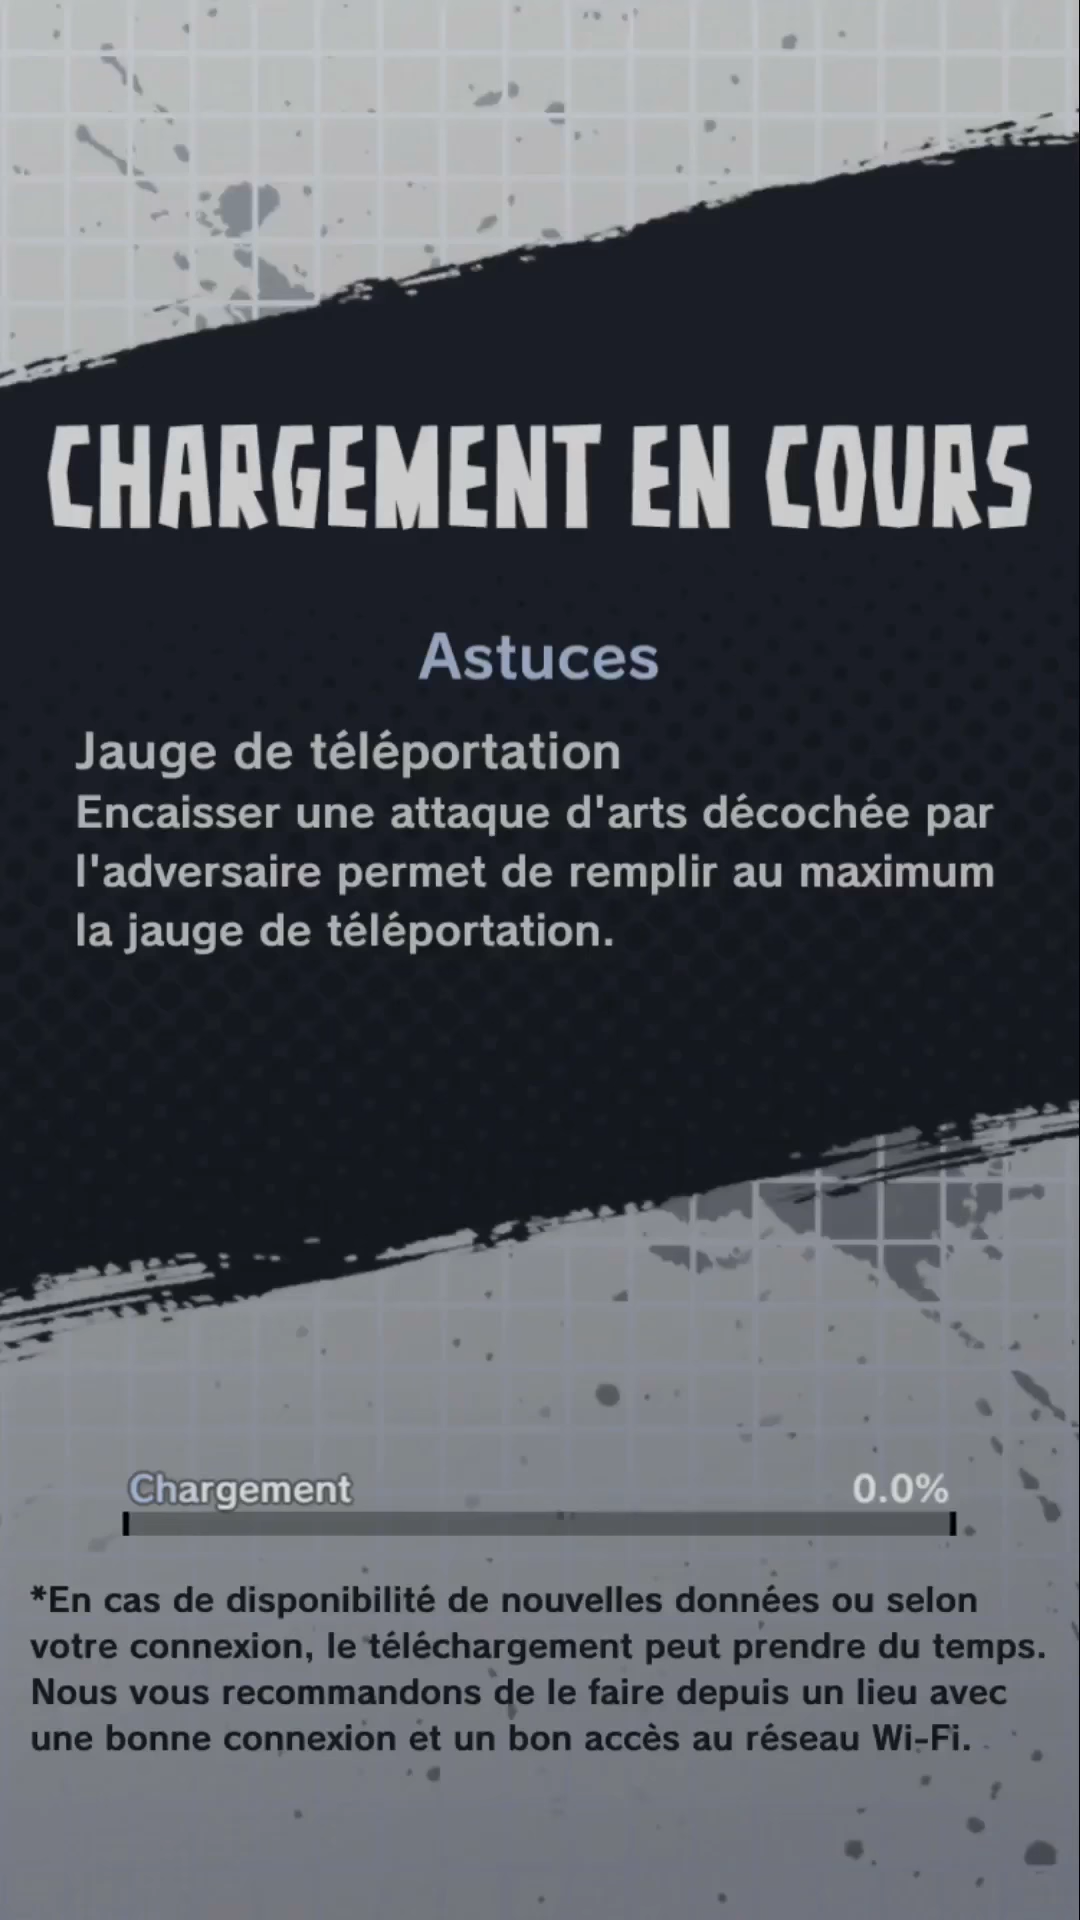 CHARGEMENT EN COURS
Astuces
Jauge de téléportation
Encaisser une attaque d'arts décochée par
l'adversaire permet de remplir au maximum
la jauge de téléportation.
Chargement 0.0%
*En cas de disponibilité de nouvelles données ou selon
votre connexion, le téléchargement peut prendre du temps.
Nous vous recommandons de le faire depuis un lieu avec
une bonne connexion et un bon accès au réseau Wi-Fi.